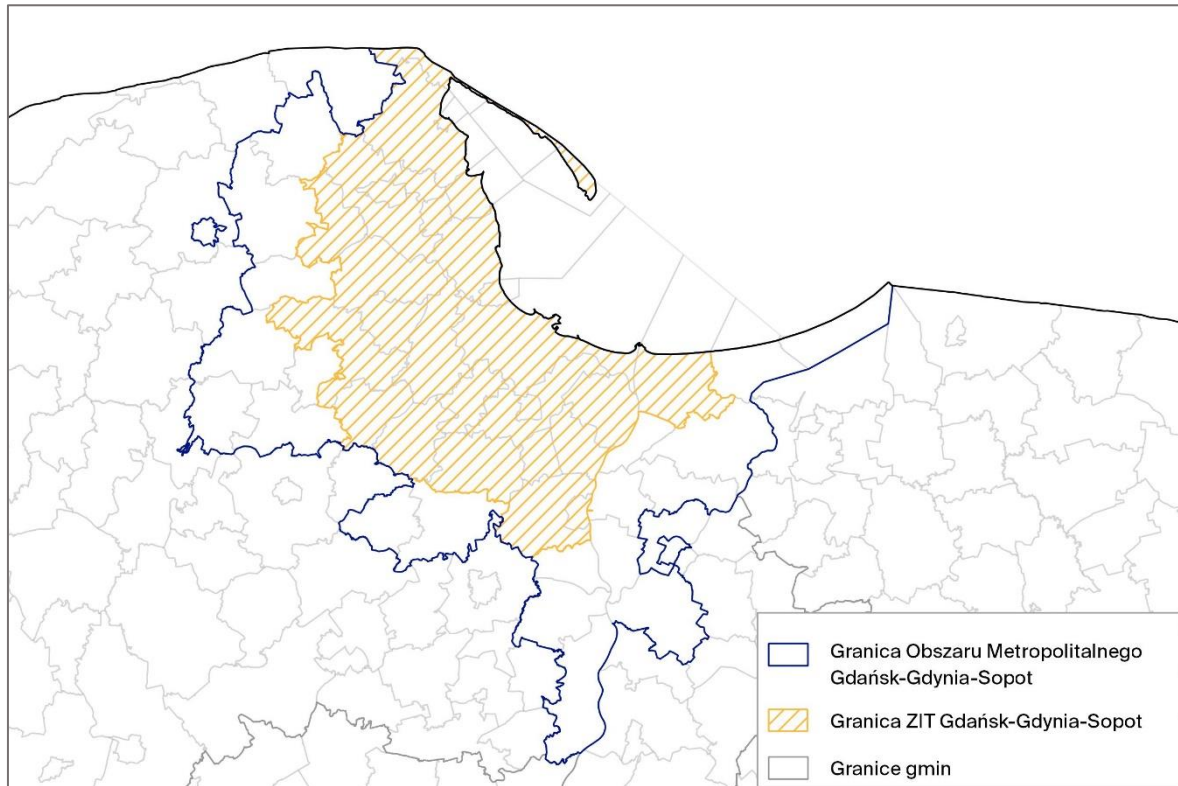 Granica Obszaru Metropolitalnego
Gdańsk-Gdynia-Sopot
Granica ZIT Gdańsk-Gdynia-Sopot
Granice gmin